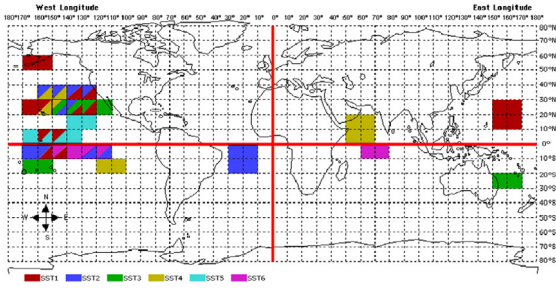 West Longitude East Longitude
180°170°160°150°140°130°120°110°100° 90° 80° 70° 60° 50° 40° 30° 20° 10° 0° 10° 20° 30° 40° 50° 60° 70° 80° 90° 100°110°120°130°140°150°160°170°180°
80°N
70°N
60°N
50°N
40°N
30°N
20°N
10°N
0°
10°S
20°S
30°S
40°S
50°S
60°S
70°S
80°S
N
W E
S
SST1 SST2 SST3 SST4 SST5 SST6